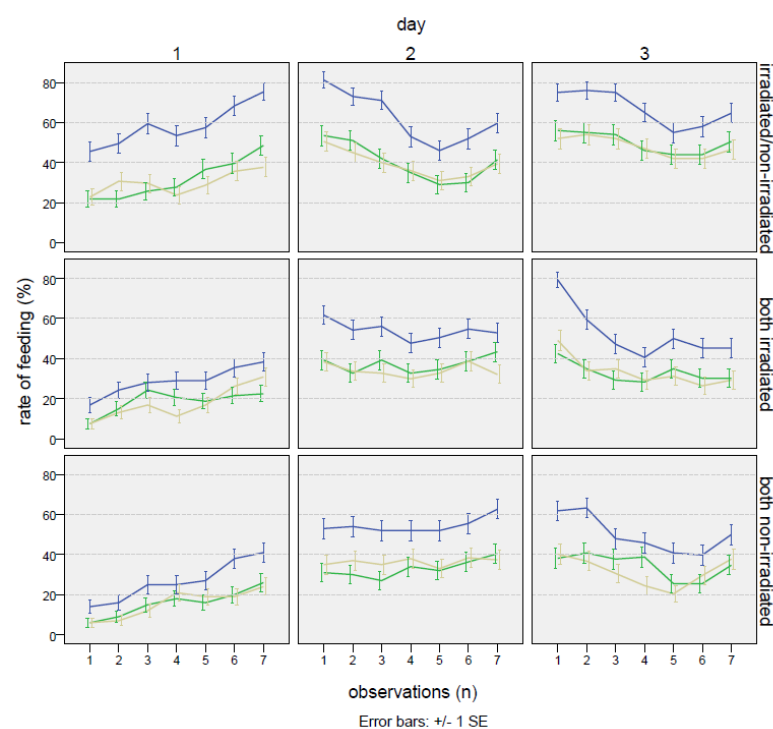 day
1 2 3
irradiated/non-irradiated
both irradiated
both non-irradiated
rate of feeding (%)
80
60
40
20
0
80
60
40
20
0
80
60
40
20
0
1 2 3 4 5 6 7 1 2 3 4 5 6 7 1 2 3 4 5 6 7
observations (n)
Error bars: +/- 1 SE